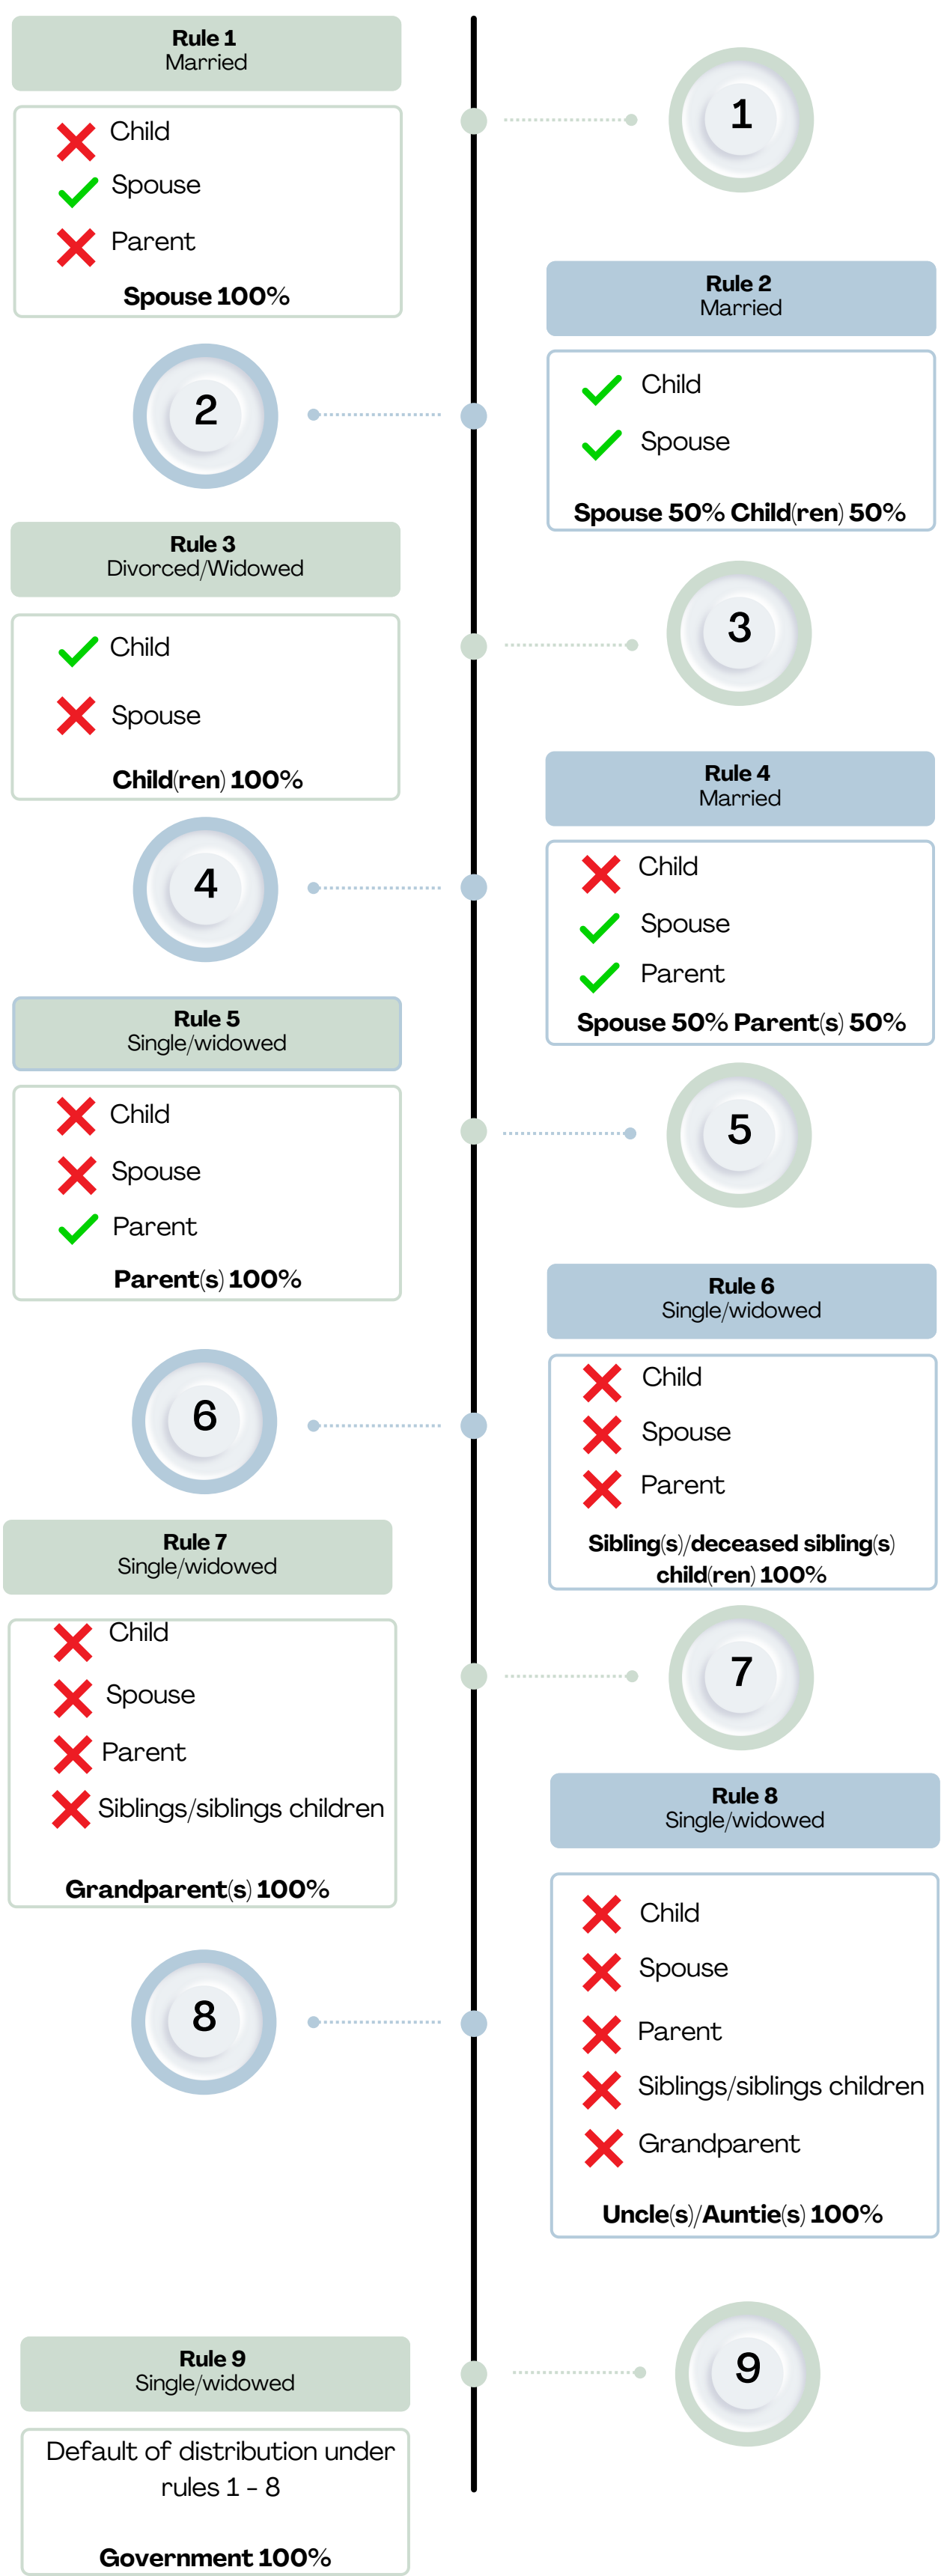 Rule 1
Married
Child
Spouse
Parent
Spouse 100%
1
Rule 2
Married
Child
Spouse
Spouse 50% Child(ren) 50%
2
Rule 3
Divorced/Widowed
Child
Spouse
Child(ren) 100%
3
Rule 4
Married
Child
Spouse
Parent
Spouse 50% Parent(s) 50%
4
Rule 5
Single/widowed
Child
Spouse
Parent
Parent(s) 100%
5
Rule 6
Single/widowed
Child
Spouse
Parent
Sibling(s)/deceased sibling(s)
child(ren) 100%
6
Rule 7
Single/widowed
Child
Spouse
Parent
Siblings/siblings children
Grandparent(s) 100%
7
Rule 8
Single/widowed
Child
Spouse
Parent
Siblings/siblings children
Grandparent
Uncle(s)/Auntie(s) 100%
8
Rule 9
Single/widowed
Default of distribution under
rules 1 - 8
Government 100%
9